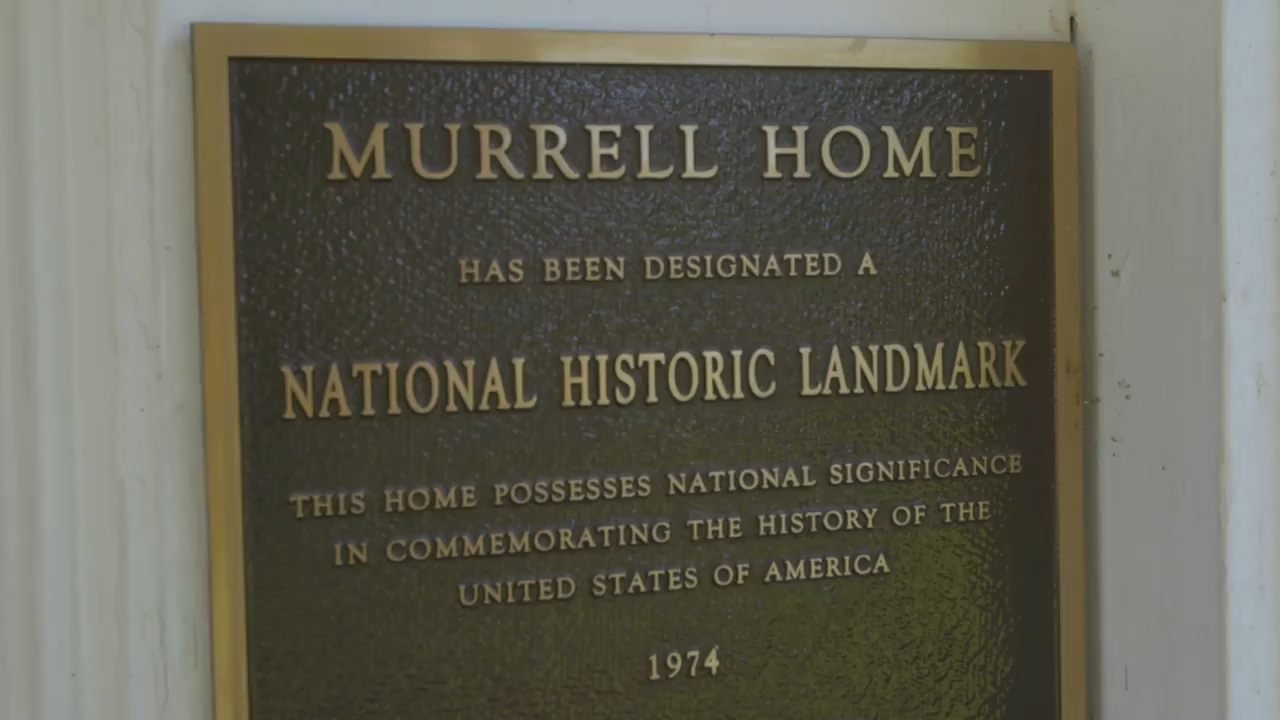 MURRELL HOME
HAS BEEN DESIGNATED A
NATIONAL HISTORIC LANDMARK
THIS HOME POSSESSES NATIONAL SIGNIFICANCE
IN COMMEMORATING THE HISTORY OF THE
UNITED STATES OF AMERICA
1974